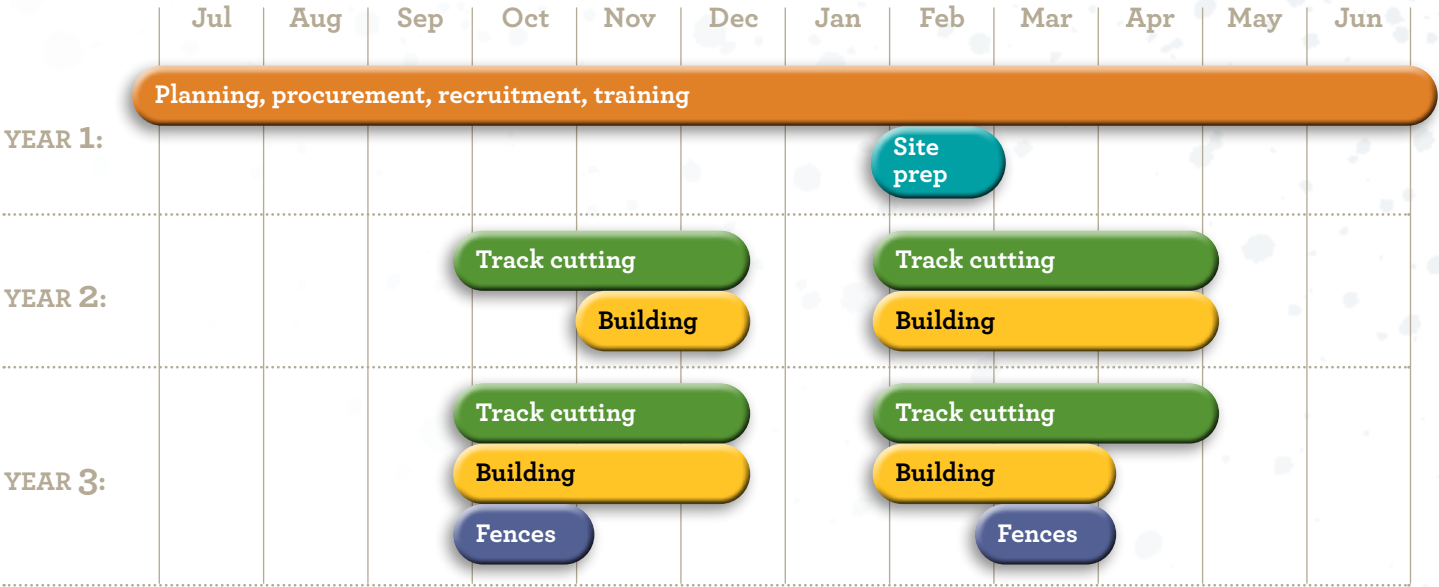 Jul Aug Sep Oct Nov Dec Jan Feb Mar Apr May Jun
Planning, procurement, recruitment, training
YEAR 1:
Site
prep
Track cutting Track cutting
YEAR 2:
Building Building
Track cutting Track cutting
YEAR 3:
Building Building
Fences Fences